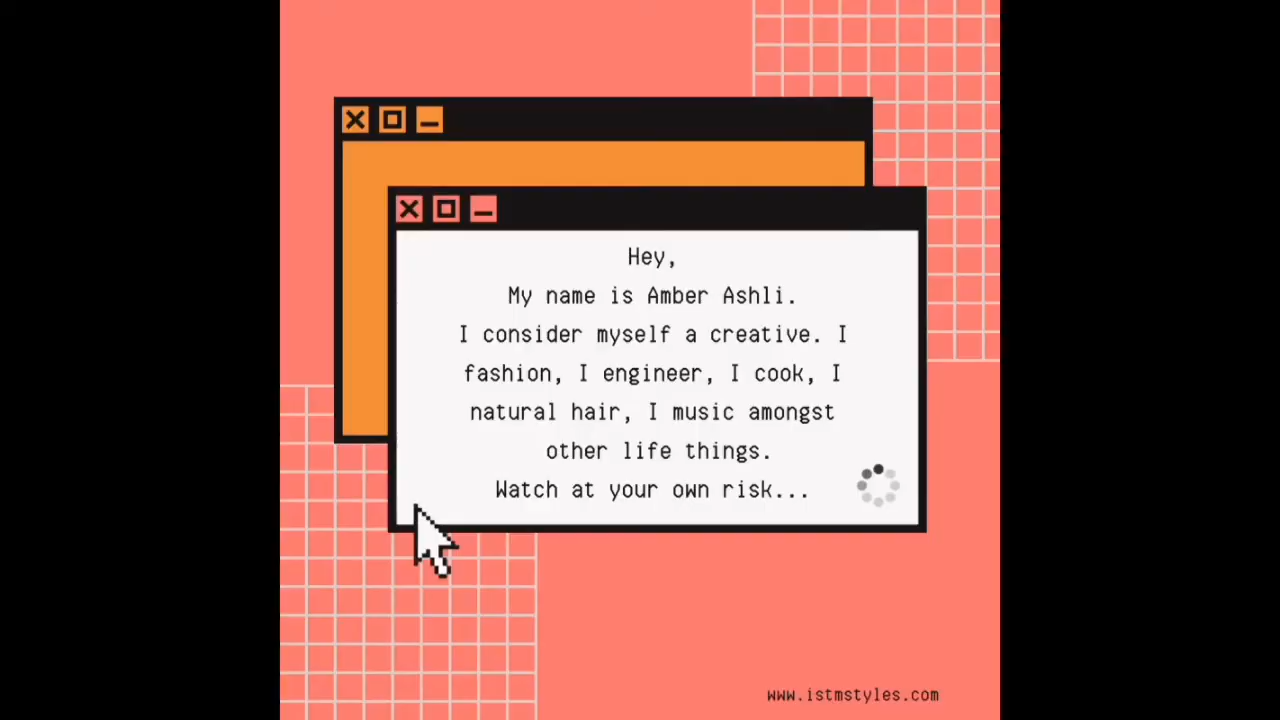 Hey,
My name is Amber Ashli.
I consider myself a creative. I
fashion, I engineer, I cook, I
natural hair, I music amongst
other life things.
Watch at your own risk...
www.istmstyles.com